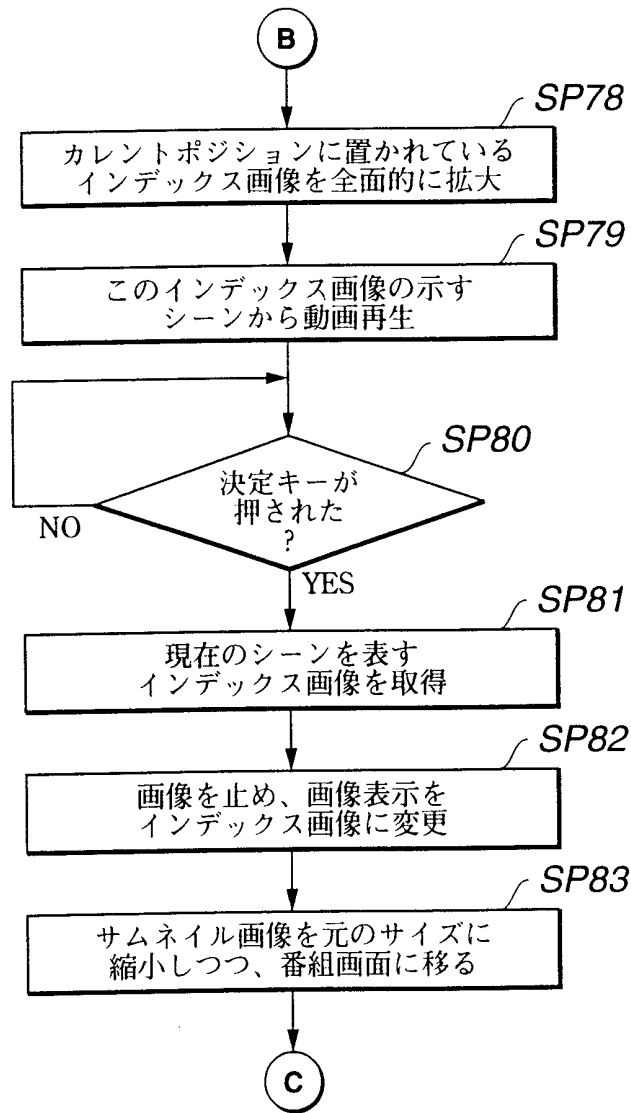 B
SP78
カレントポジションに置かれている
インデックス画像を全面的に拡大
SP79
このインデックス画像の示す
シーンから動画再生
SP80
決定キーが
押された
?
NO
YES
SP81
現在のシーンを表す
インデックス画像を取得
SP82
画像を止め、画像表示を
インデックス画像に変更
SP83
サムネイル画像を元のサイズに
縮小しつつ、番組画面に移る
C